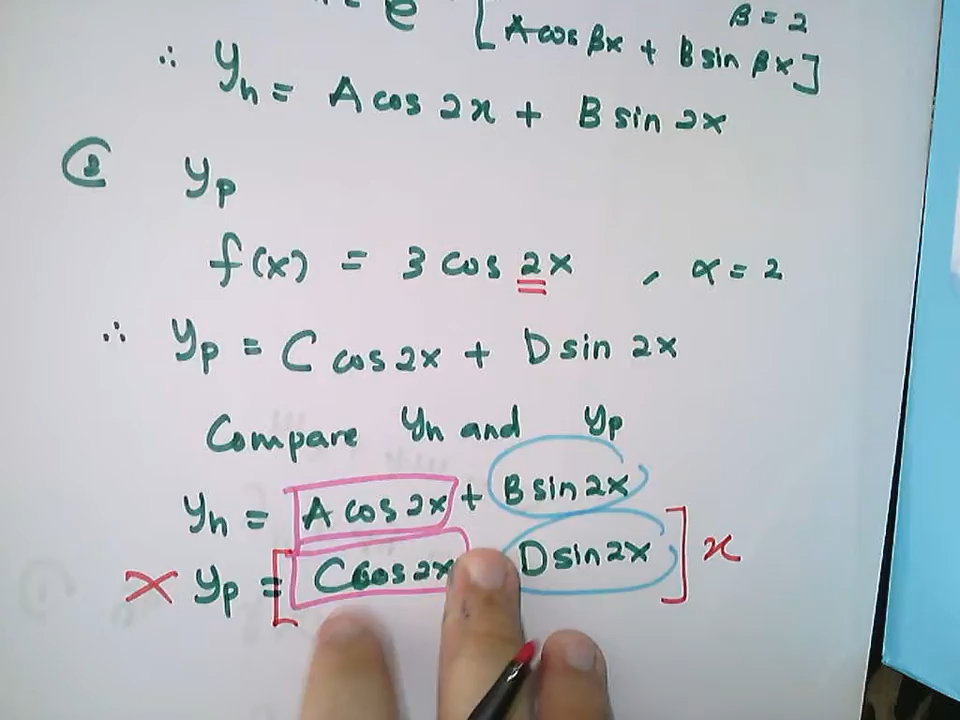 e [A cos βx + B sin βx] β = 2
∴ yh = A cos 2x + B sin 2x
② yp
f(x) = 3 cos 2x , α = 2
∴ yp = C cos 2x + D sin 2x
Compare yh and yp
yh = A cos 2x + B sin 2x
X yp = [C cos 2x D sin 2x] x